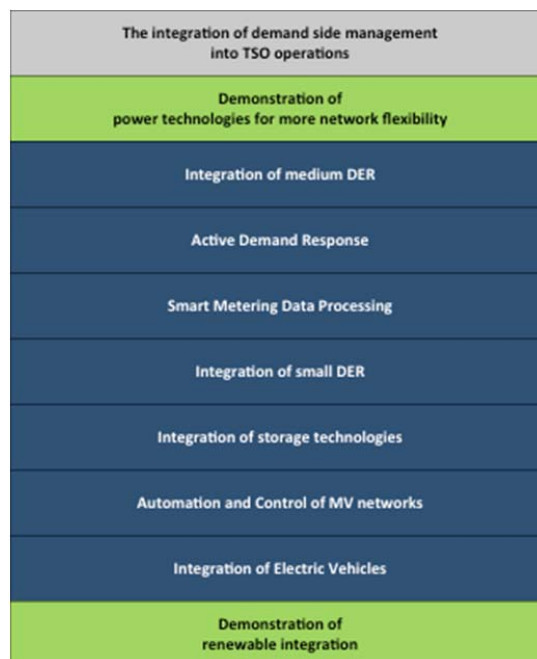 The integration of demand side management
into TSO operations
Demonstration of
power technologies for more network flexibility
Integration of medium DER
Active Demand Response
Smart Metering Data Processing
Integration of small DER
Integration of storage technologies
Automation and Control of MV networks
Integration of Electric Vehicles
Demonstration of
renewable integration